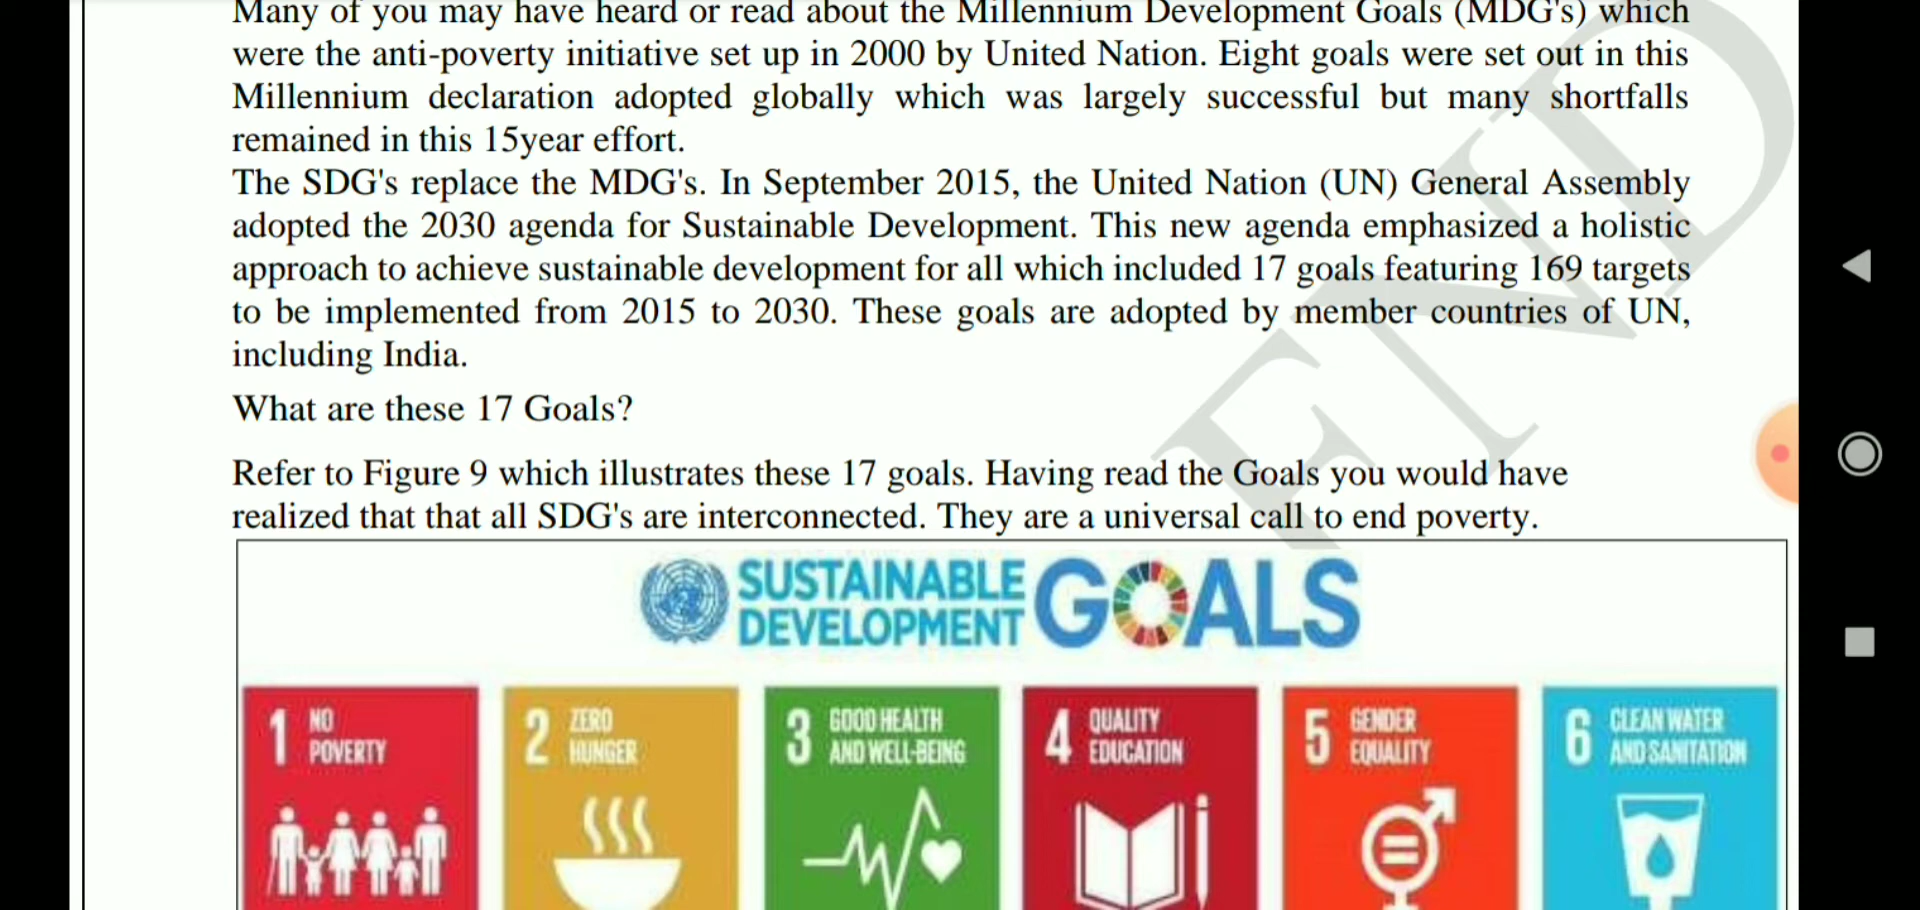 Many of you may have heard or read about the Millennium Development Goals (MDG's) which
were the anti-poverty initiative set up in 2000 by United Nation. Eight goals were set out in this
Millennium declaration adopted globally which was largely successful but many shortfalls
remained in this 15year effort.
The SDG's replace the MDG's. In September 2015, the United Nation (UN) General Assembly
adopted the 2030 agenda for Sustainable Development. This new agenda emphasized a holistic
approach to achieve sustainable development for all which included 17 goals featuring 169 targets
to be implemented from 2015 to 2030. These goals are adopted by member countries of UN,
including India.
What are these 17 Goals?
Refer to Figure 9 which illustrates these 17 goals. Having read the Goals you would have
realized that that all SDG's are interconnected. They are a universal call to end poverty.
SUSTAINABLE
DEVELOPMENT
GOALS
1 NO
POVERTY
2 ZERO
HUNGER
3 GOOD HEALTH
AND WELL-BEING
4 QUALITY
EDUCATION
5 GENDER
EQUALITY
6 CLEAN WATER
AND SANITATION